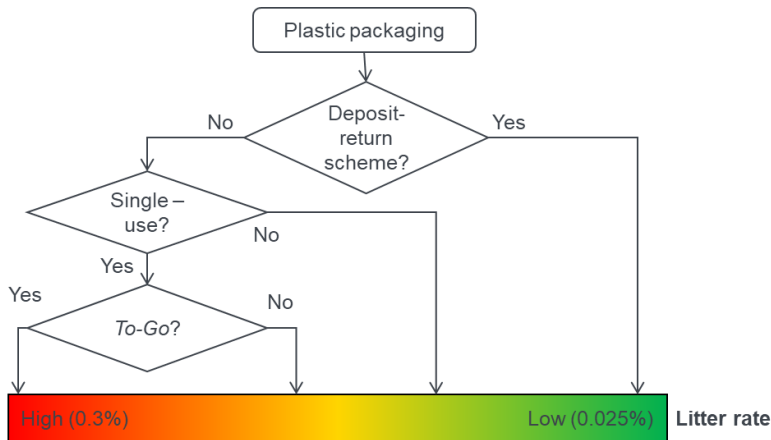 Plastic packaging
Deposit-
return
scheme?
No
Yes
Single –
use?
No
Yes
Yes
To-Go?
No
High (0.3%)
Low (0.025%)
Litter rate